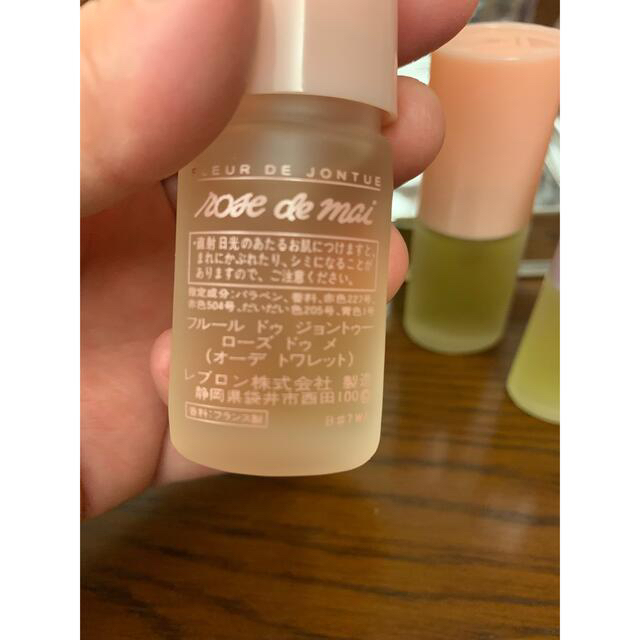 FLEUR DE JONTUE
rose de mai
・直射日光のあたるお肌につけますと、
まれにかぶれたり、シミになることが
ありますので、ご注意ください。
指定成分：パラベン、香料、赤色227号、
赤色504号、だいだい色205号、青色1号
フルール ドゥ ジョントゥー
ローズ ドゥ メ
(オーデ トワレット)
レブロン株式会社 製造
静岡県袋井市西田100
香料：フランス製